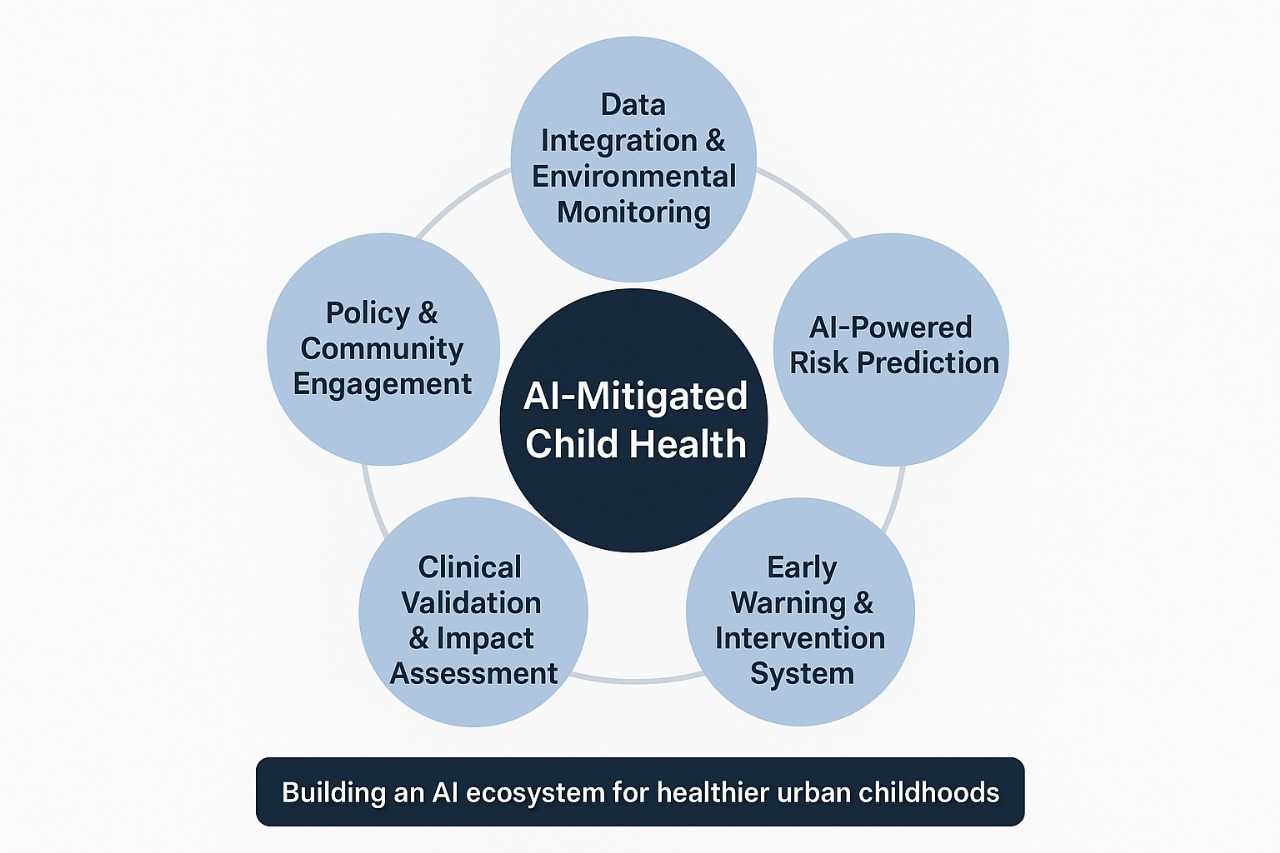 Data
Integration &
Environmental
Monitoring
AI-Powered
Risk Prediction
Early
Warning &
Intervention
System
Clinical
Validation
& Impact
Assessment
Policy &
Community
Engagement
AI-Mitigated
Child Health
Building an AI ecosystem for healthier urban childhoods